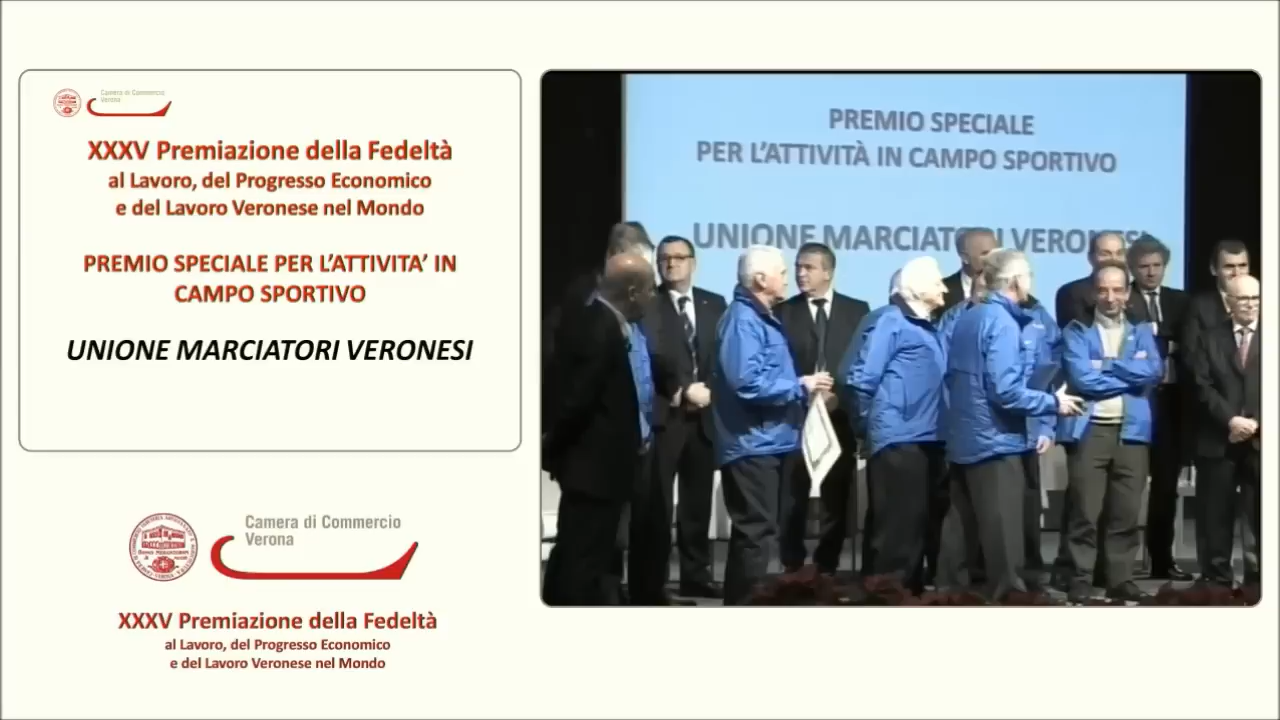 Camera di Commercio
Verona
XXXV Premiazione della Fedeltà
al Lavoro, del Progresso Economico
e del Lavoro Veronese nel Mondo
PREMIO SPECIALE PER L'ATTIVITA' IN
CAMPO SPORTIVO
UNIONE MARCIATORI VERONESI
PREMIO SPECIALE
PER L'ATTIVITÀ IN CAMPO SPORTIVO
UNIONE MARCIATORI VERONESI
Camera di Commercio
Verona
XXXV Premiazione della Fedeltà
al Lavoro, del Progresso Economico
e del Lavoro Veronese nel Mondo